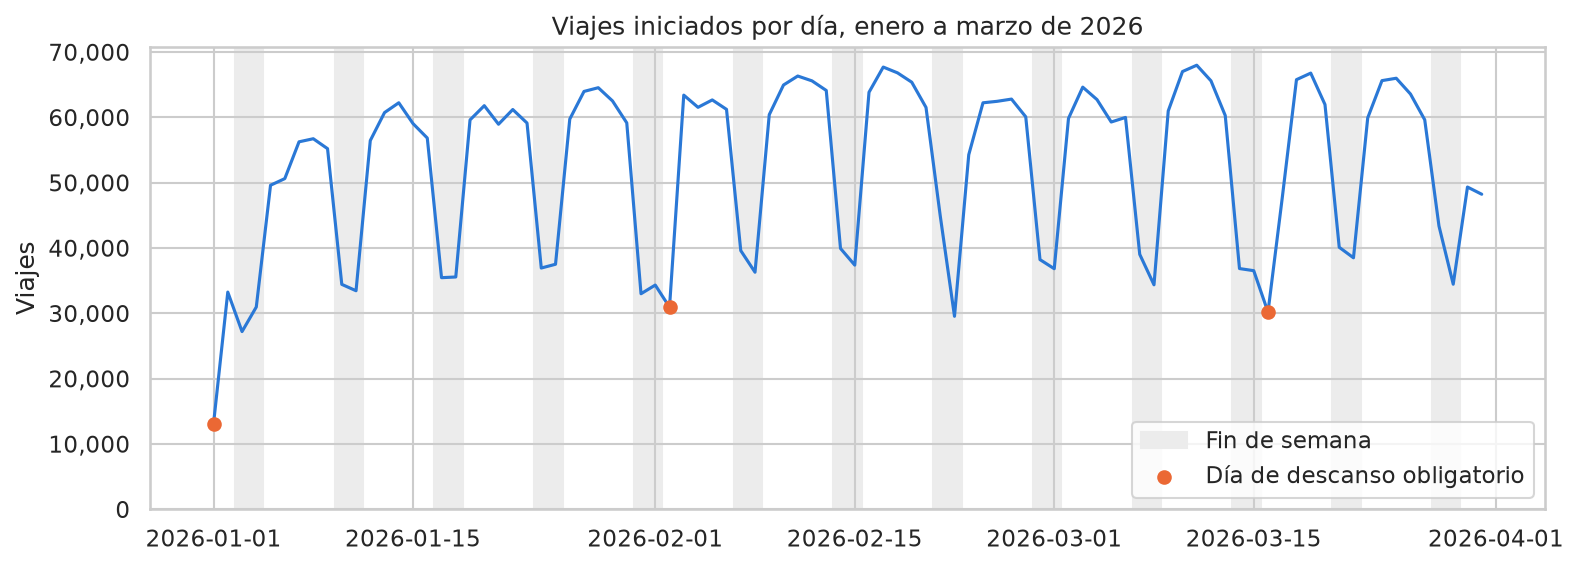 Viajes iniciados por día, enero a marzo de 2026
Viajes
70,000
60,000
50,000
40,000
30,000
20,000
10,000
0
2026-01-01 2026-01-15 2026-02-01 2026-02-15 2026-03-01 2026-03-15 2026-04-01
Fin de semana
Día de descanso obligatorio